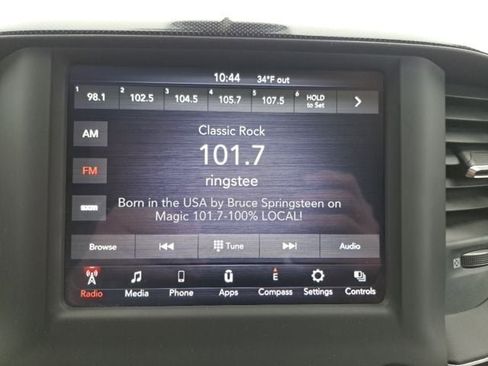 10:44 34°F out
1 98.1 2 102.5 3 104.5 4 105.7 5 107.5 6 HOLD to Set
AM
Classic Rock
101.7
FM
ringstee
Born in the USA by Bruce Springsteen on
Magic 101.7-100% LOCAL!
Browse Tune Audio
Radio Media Phone Apps E Compass Settings Controls